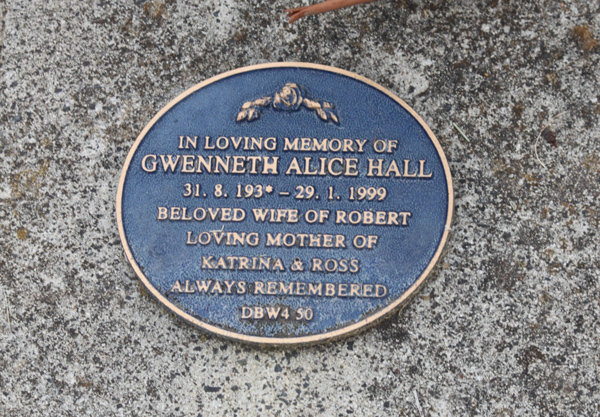 IN LOVING MEMORY OF
GWENNETH ALICE HALL
31. 8. 193* – 29. 1. 1999
BELOVED WIFE OF ROBERT
LOVING MOTHER OF
KATRINA & ROSS
ALWAYS REMEMBERED
DBW4 50